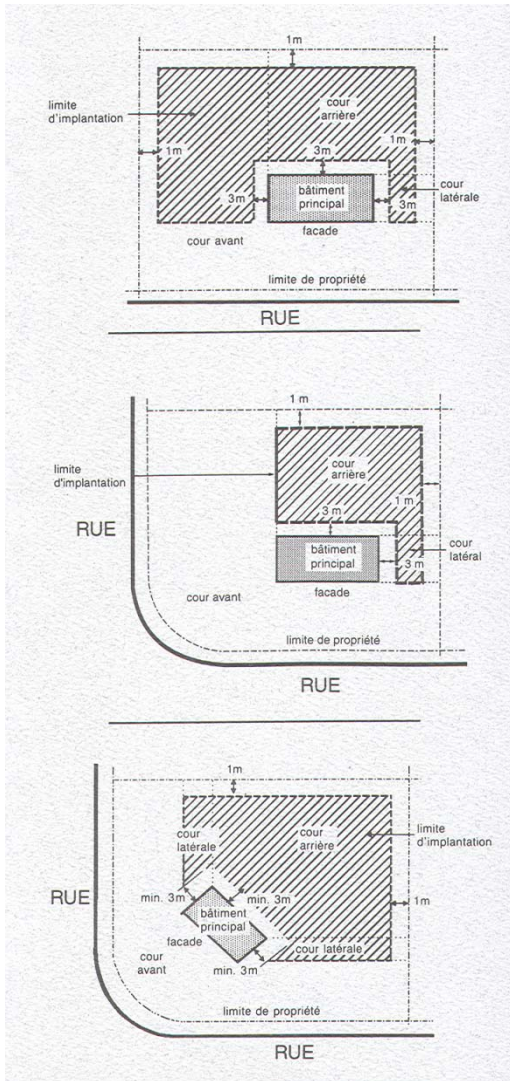 1m
limite
d'implantation
cour
arrière
1m
1m
3m
3m
bâtiment
principal
3m
cour
latérale
cour avant
facade
limite de propriété
RUE
1 m
limite
d'implantation
cour
arrière
1 m
3 m
RUE
bâtiment
principal
3 m
cour
latéral
cour avant
facade
limite de propriété
RUE
1m
cour
latérale
cour
arrière
limite
d'implantation
min. 3m
min. 3m
1m
RUE
bâtiment
principal
facade
cour
avant
cour latérale
min. 3m
limite de propriété
RUE